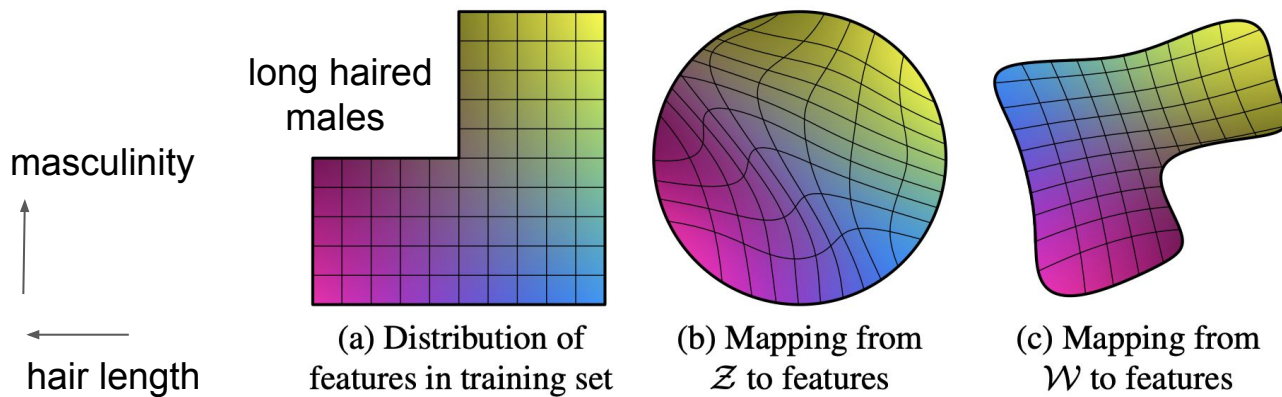 long haired
males
masculinity
hair length
(a) Distribution of
features in training set
(b) Mapping from
𝒵 to features
(c) Mapping from
𝒲 to features